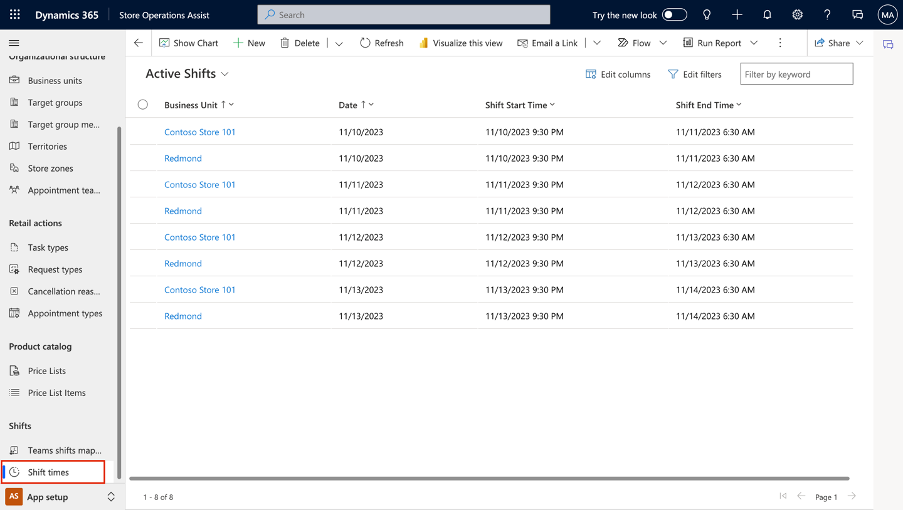 Dynamics 365
Store Operations Assist
Search
Try the new look
MA
Show Chart
New
Delete
Refresh
Visualize this view
Email a Link
Flow
Run Report
Share
Organizational structure
Business units
Target groups
Target group me...
Territories
Store zones
Appointment tea...
Retail actions
Task types
Request types
Cancellation reas...
Appointment types
Product catalog
Price Lists
Price List Items
Shifts
Teams shifts map...
Shift times
AS App setup
Active Shifts
Edit columns
Edit filters
Filter by keyword
Business Unit ↑ Date ↑ Shift Start Time Shift End Time
Contoso Store 101 11/10/2023 11/10/2023 9:30 PM 11/11/2023 6:30 AM
Redmond 11/10/2023 11/10/2023 9:30 PM 11/11/2023 6:30 AM
Contoso Store 101 11/11/2023 11/11/2023 9:30 PM 11/12/2023 6:30 AM
Redmond 11/11/2023 11/11/2023 9:30 PM 11/12/2023 6:30 AM
Contoso Store 101 11/12/2023 11/12/2023 9:30 PM 11/13/2023 6:30 AM
Redmond 11/12/2023 11/12/2023 9:30 PM 11/13/2023 6:30 AM
Contoso Store 101 11/13/2023 11/13/2023 9:30 PM 11/14/2023 6:30 AM
Redmond 11/13/2023 11/13/2023 9:30 PM 11/14/2023 6:30 AM
1 - 8 of 8
Page 1